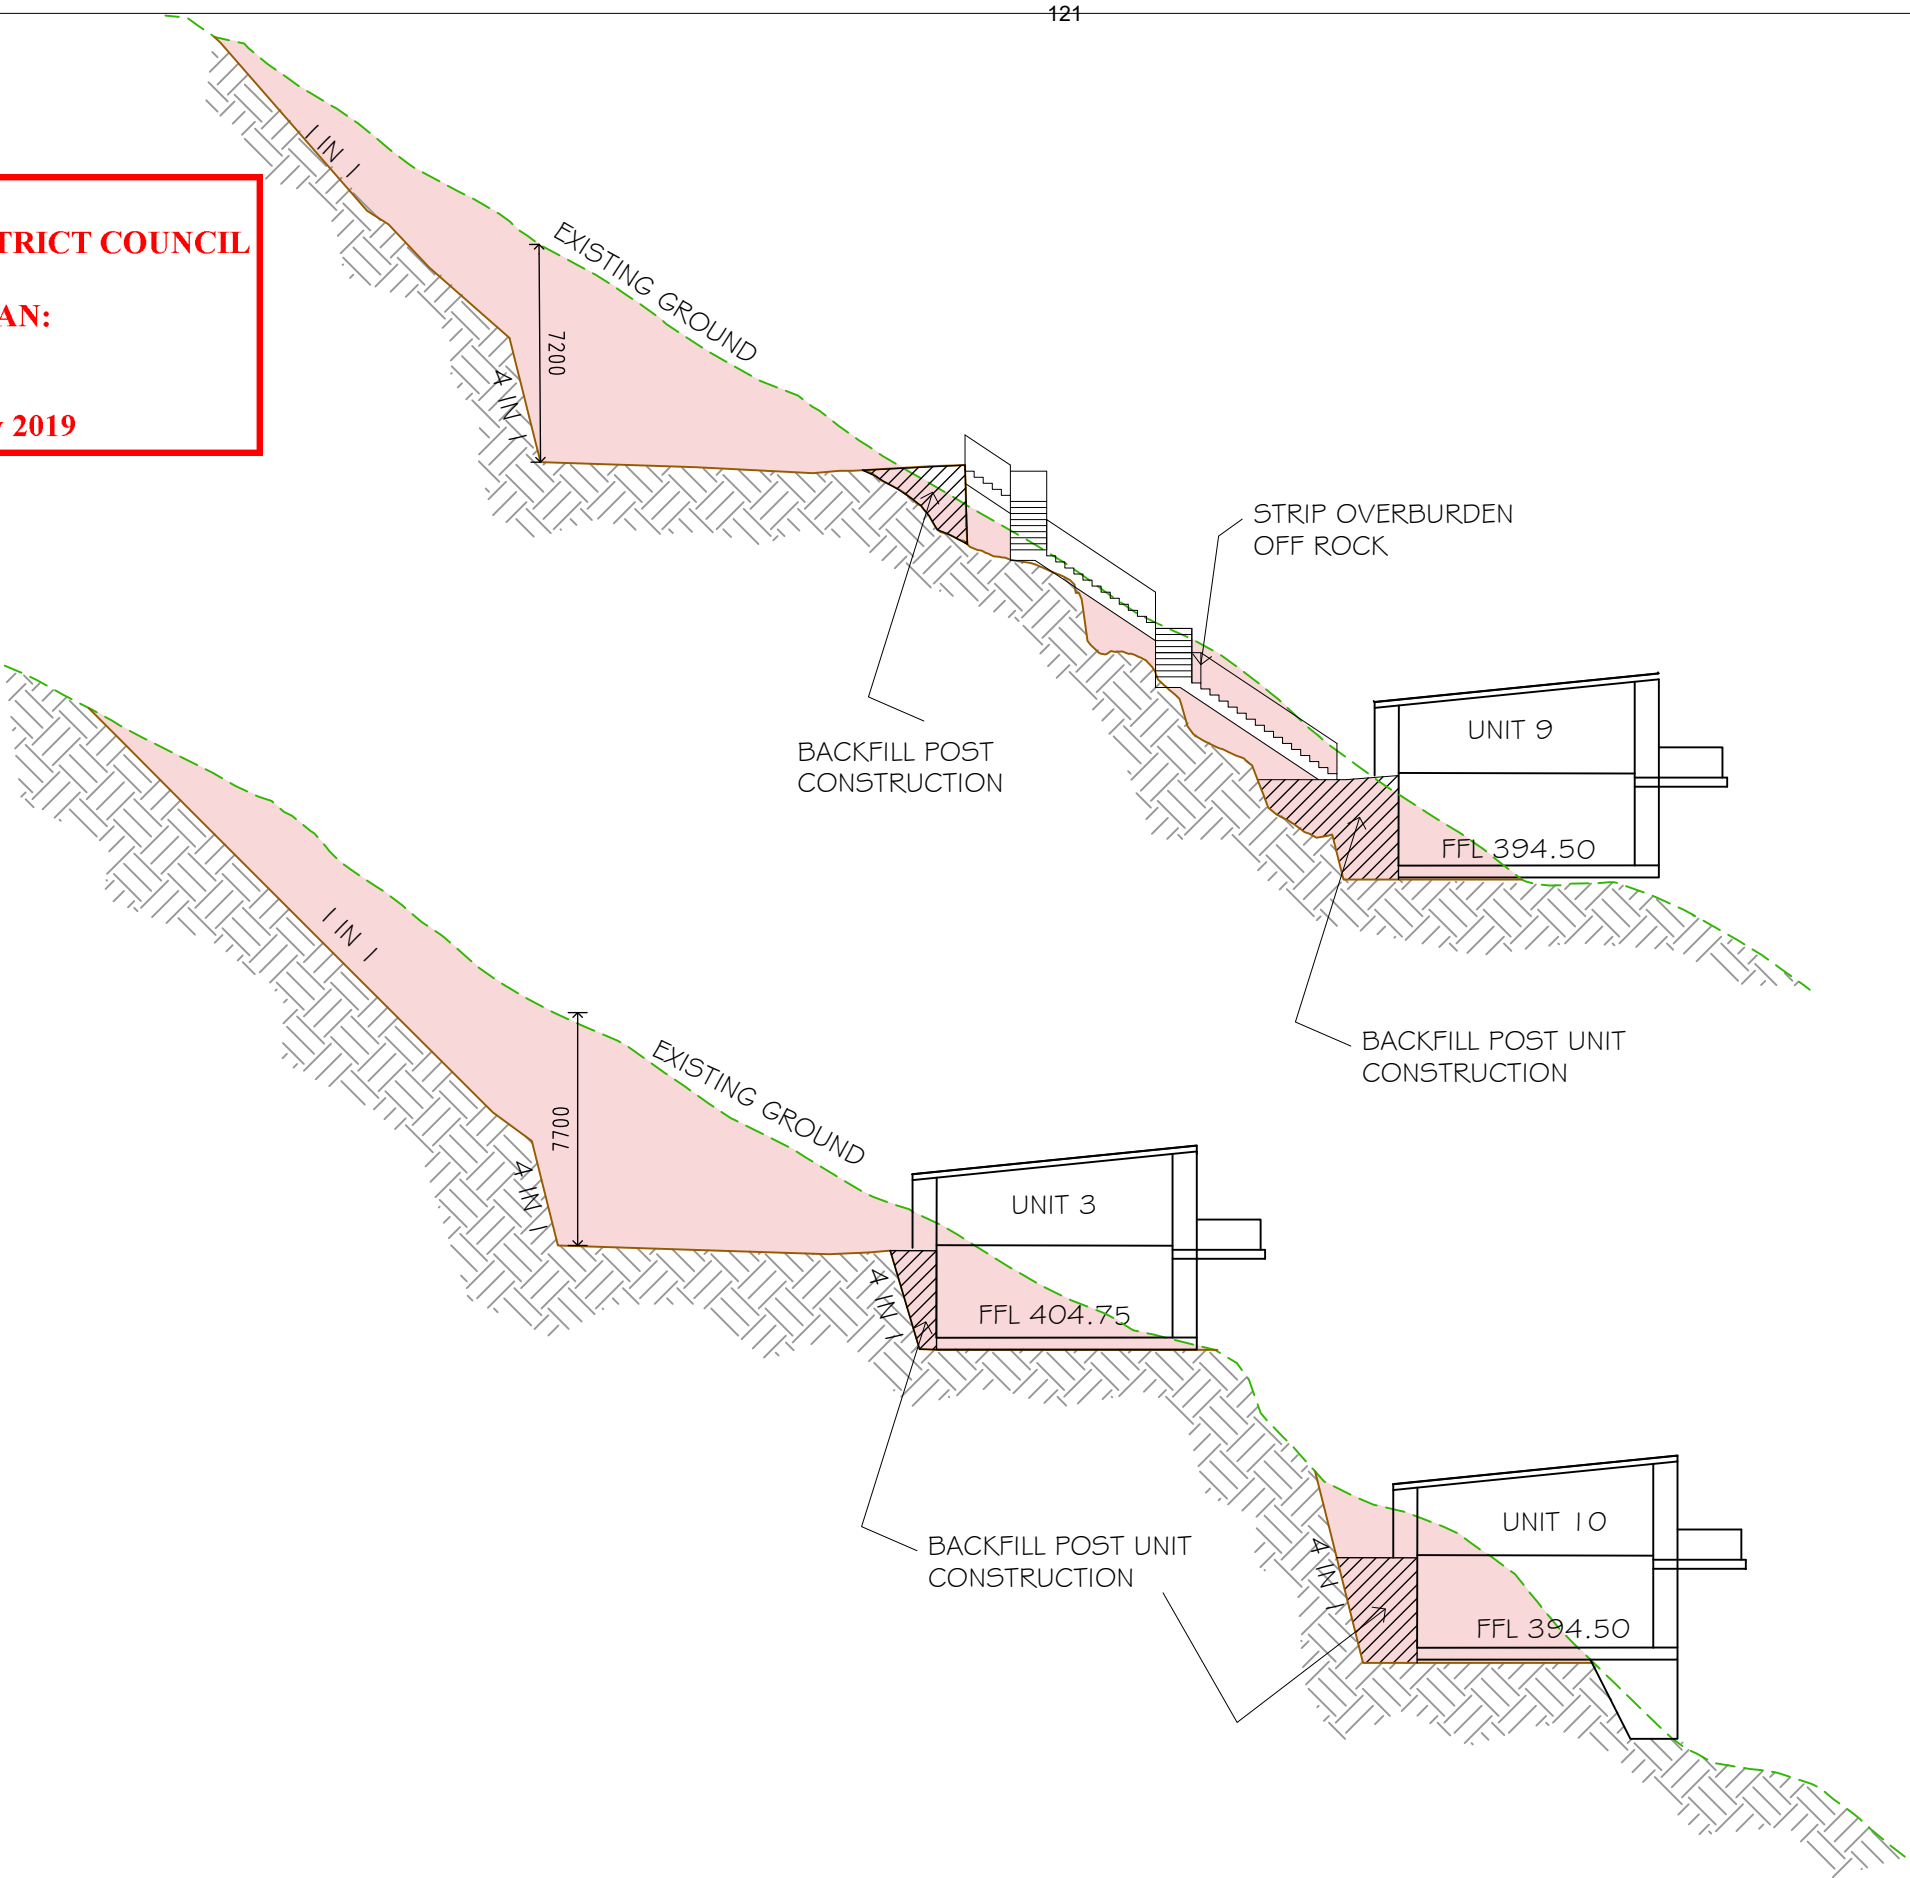 121
TRICT COUNCIL
AN:
2019
1 IN 1
4 IN 1
7200
EXISTING GROUND
STRIP OVERBURDEN
OFF ROCK
BACKFILL POST
CONSTRUCTION
UNIT 9
FFL 394.50
BACKFILL POST UNIT
CONSTRUCTION
1 IN 1
4 IN 1
7700
EXISTING GROUND
UNIT 3
FFL 404.75
4 IN 1
BACKFILL POST UNIT
CONSTRUCTION
UNIT 10
FFL 394.50
4 IN 1